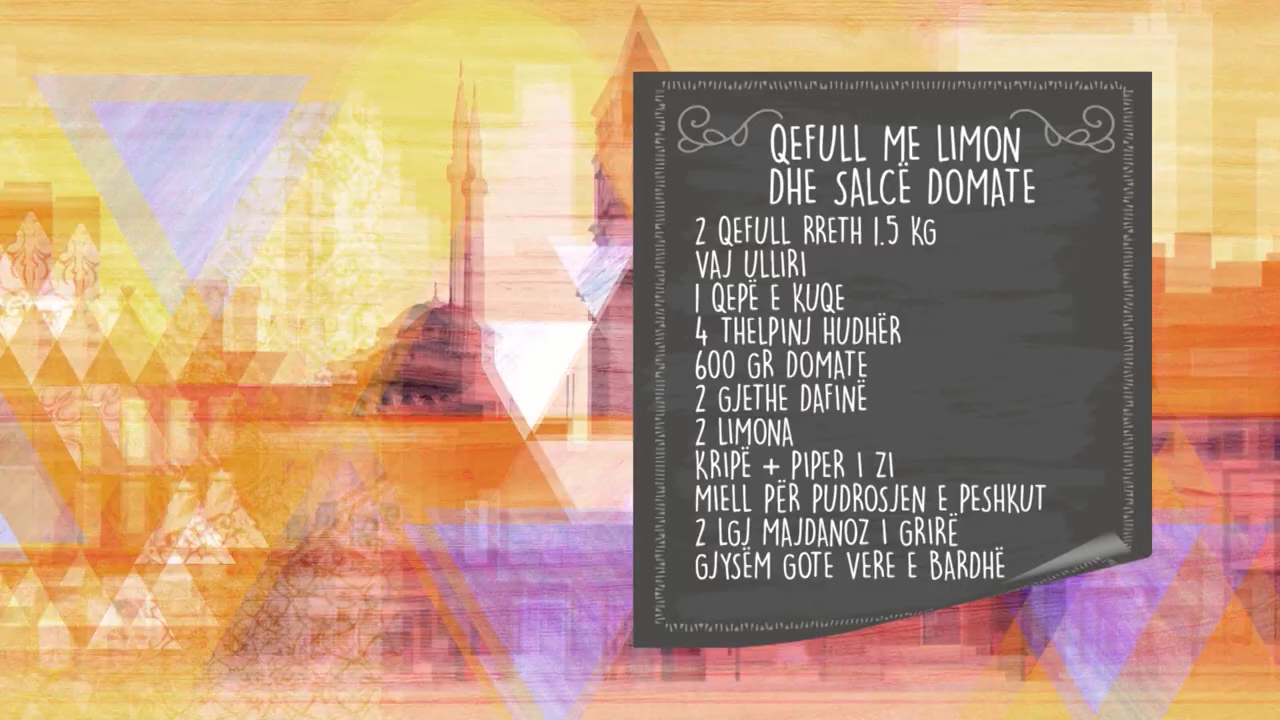 QEFULL ME LIMON
DHE SALCË DOMATE
2 QEFULL RRETH 1.5 KG
VAJ ULLIRI
1 QEPË E KUQE
4 THELPINJ HUDHËR
600 GR DOMATE
2 GJETHE DAFINË
2 LIMONA
KRIPË + PIPER I ZI
MIELL PËR PUDROSJEN E PESHKUT
2 LGJ MAJDANOZ I GRIRË
GJYSËM GOTE VERE E BARDHË